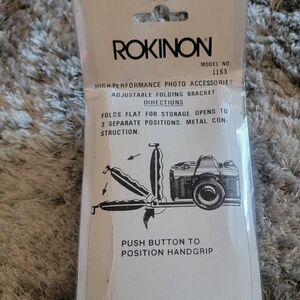 ROKINON
MODEL NO
1163
HIGH-PERFORMANCE PHOTO ACCESSORIES
ADJUSTABLE FOLDING BRACKET
DIRECTIONS
FOLDS FLAT FOR STORAGE. OPENS TO
3 SEPARATE POSITIONS. METAL CON-
STRUCTION.
PUSH BUTTON TO
POSITION HANDGRIP